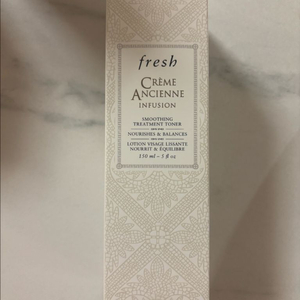 fresh
CRÈME
ANCIENNE
INFUSION
SMOOTHING
TREATMENT TONER
NOURISHES & BALANCES
LOTION VISAGE LISSANTE
NOURRIT & ÉQUILIBRE
150 ml – 5 fl oz